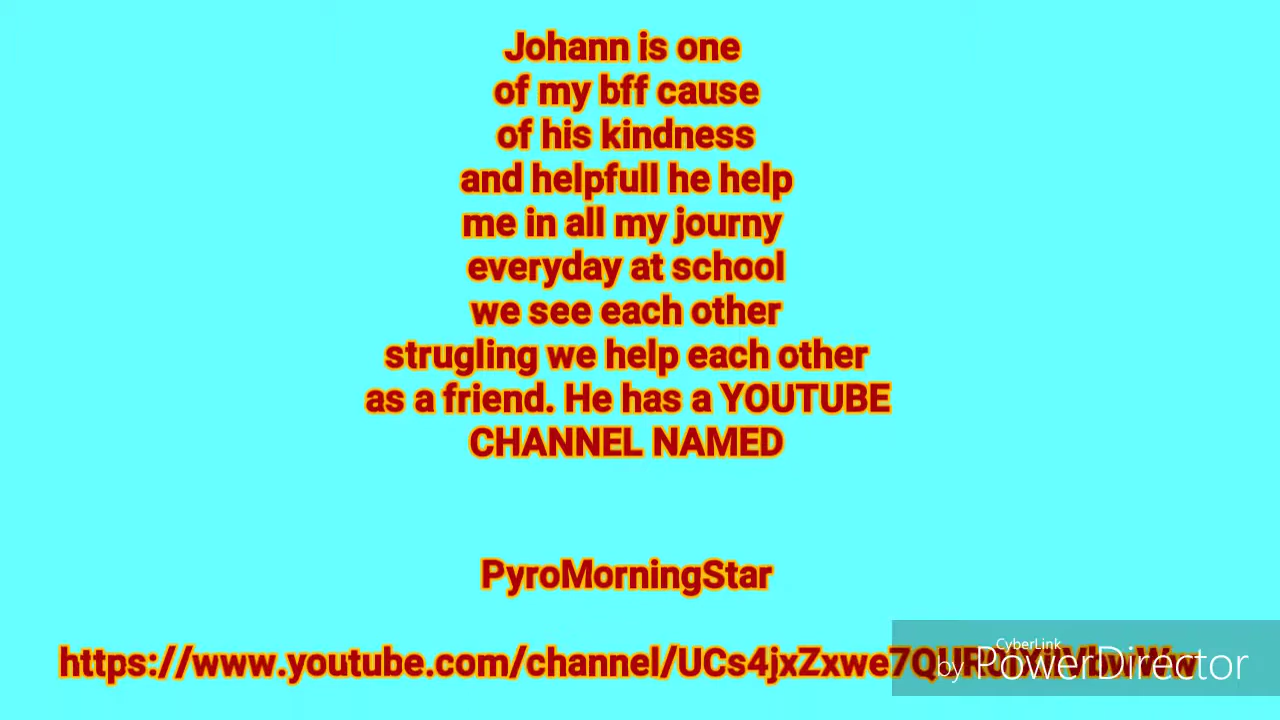 Johann is one
of my bff cause
of his kindness
and helpfull he help
me in all my journy
everyday at school
we see each other
strugling we help each other
as a friend. He has a YOUTUBE
CHANNEL NAMED
PyroMorningStar
https://www.youtube.com/channel/UCs4jxZxwe7QU
CyberLink
by PowerDirector